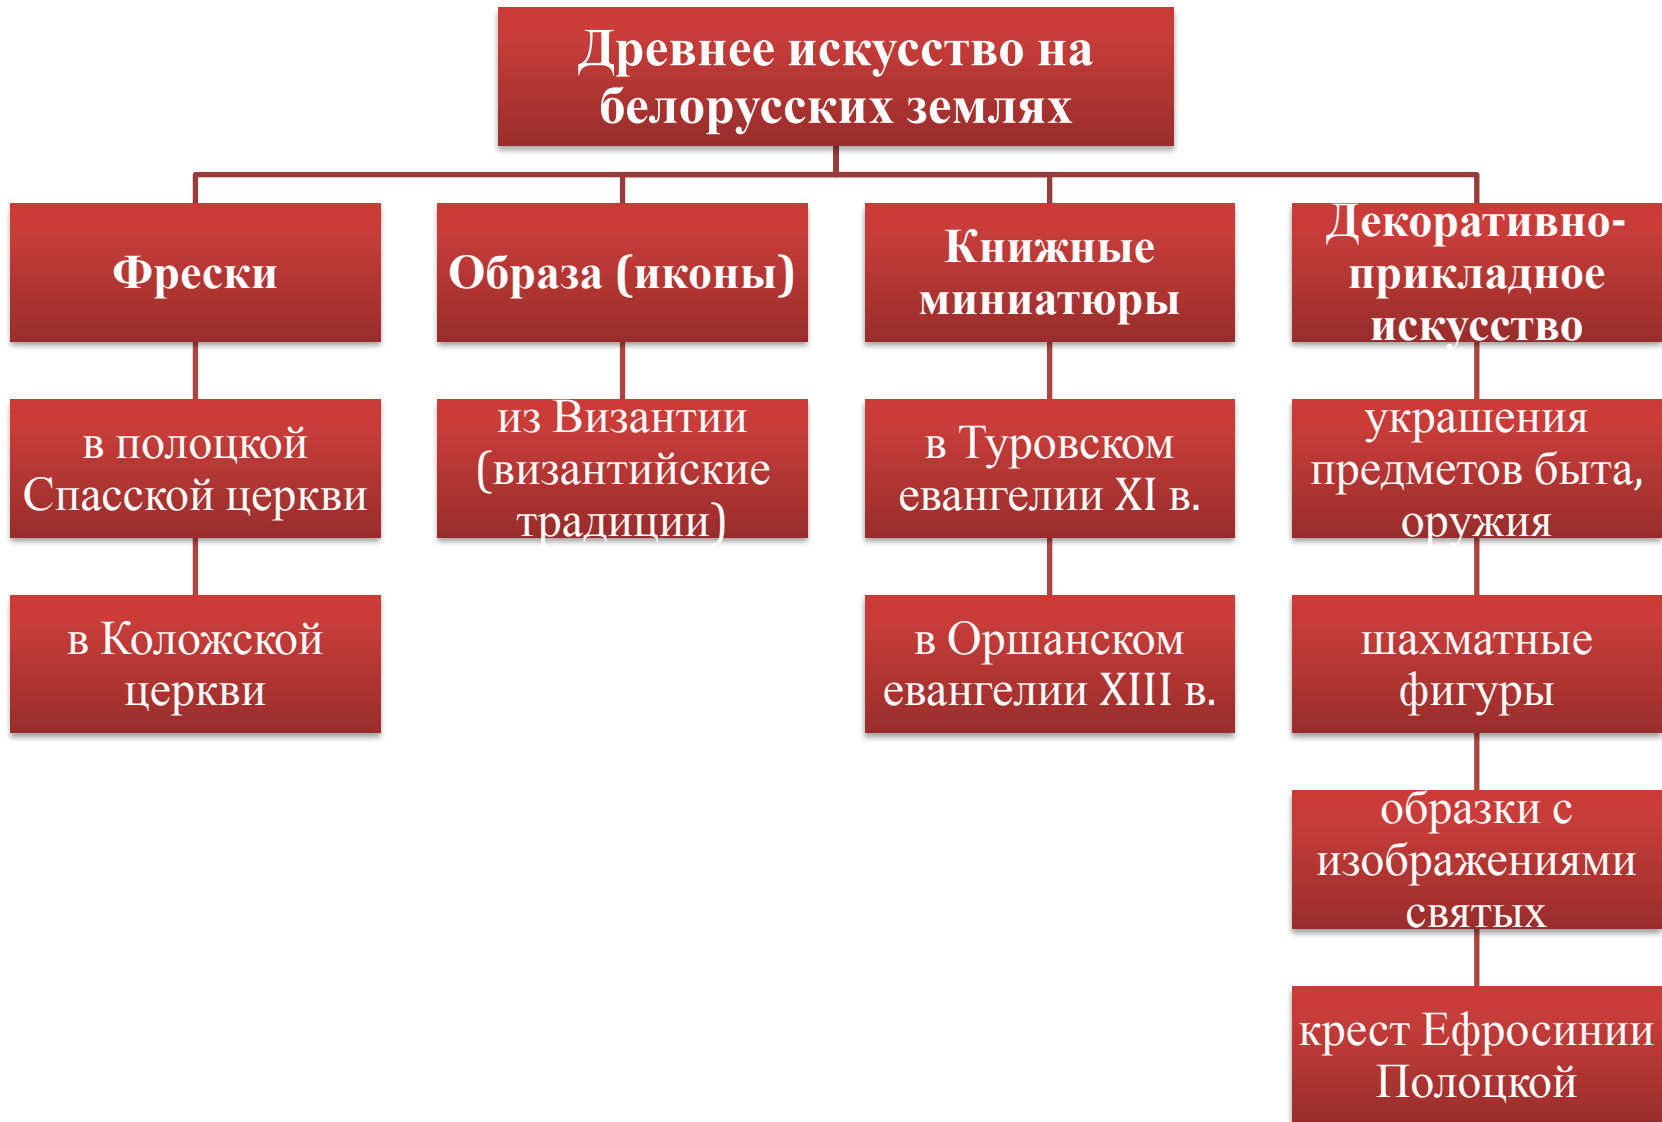 Древнее искусство на
белорусских землях
Фрески
в полоцкой
Спасской церкви
в Коложской
церкви
Образа (иконы)
из Византии
(византийские
традиции)
Книжные
миниатюры
в Туровском
евангелии XI в.
в Оршанском
евангелии XIII в.
Декоративно-
прикладное
искусство
украшения
предметов быта,
оружия
шахматные
фигуры
образки с
изображениями
святых
крест Ефросинии
Полоцкой